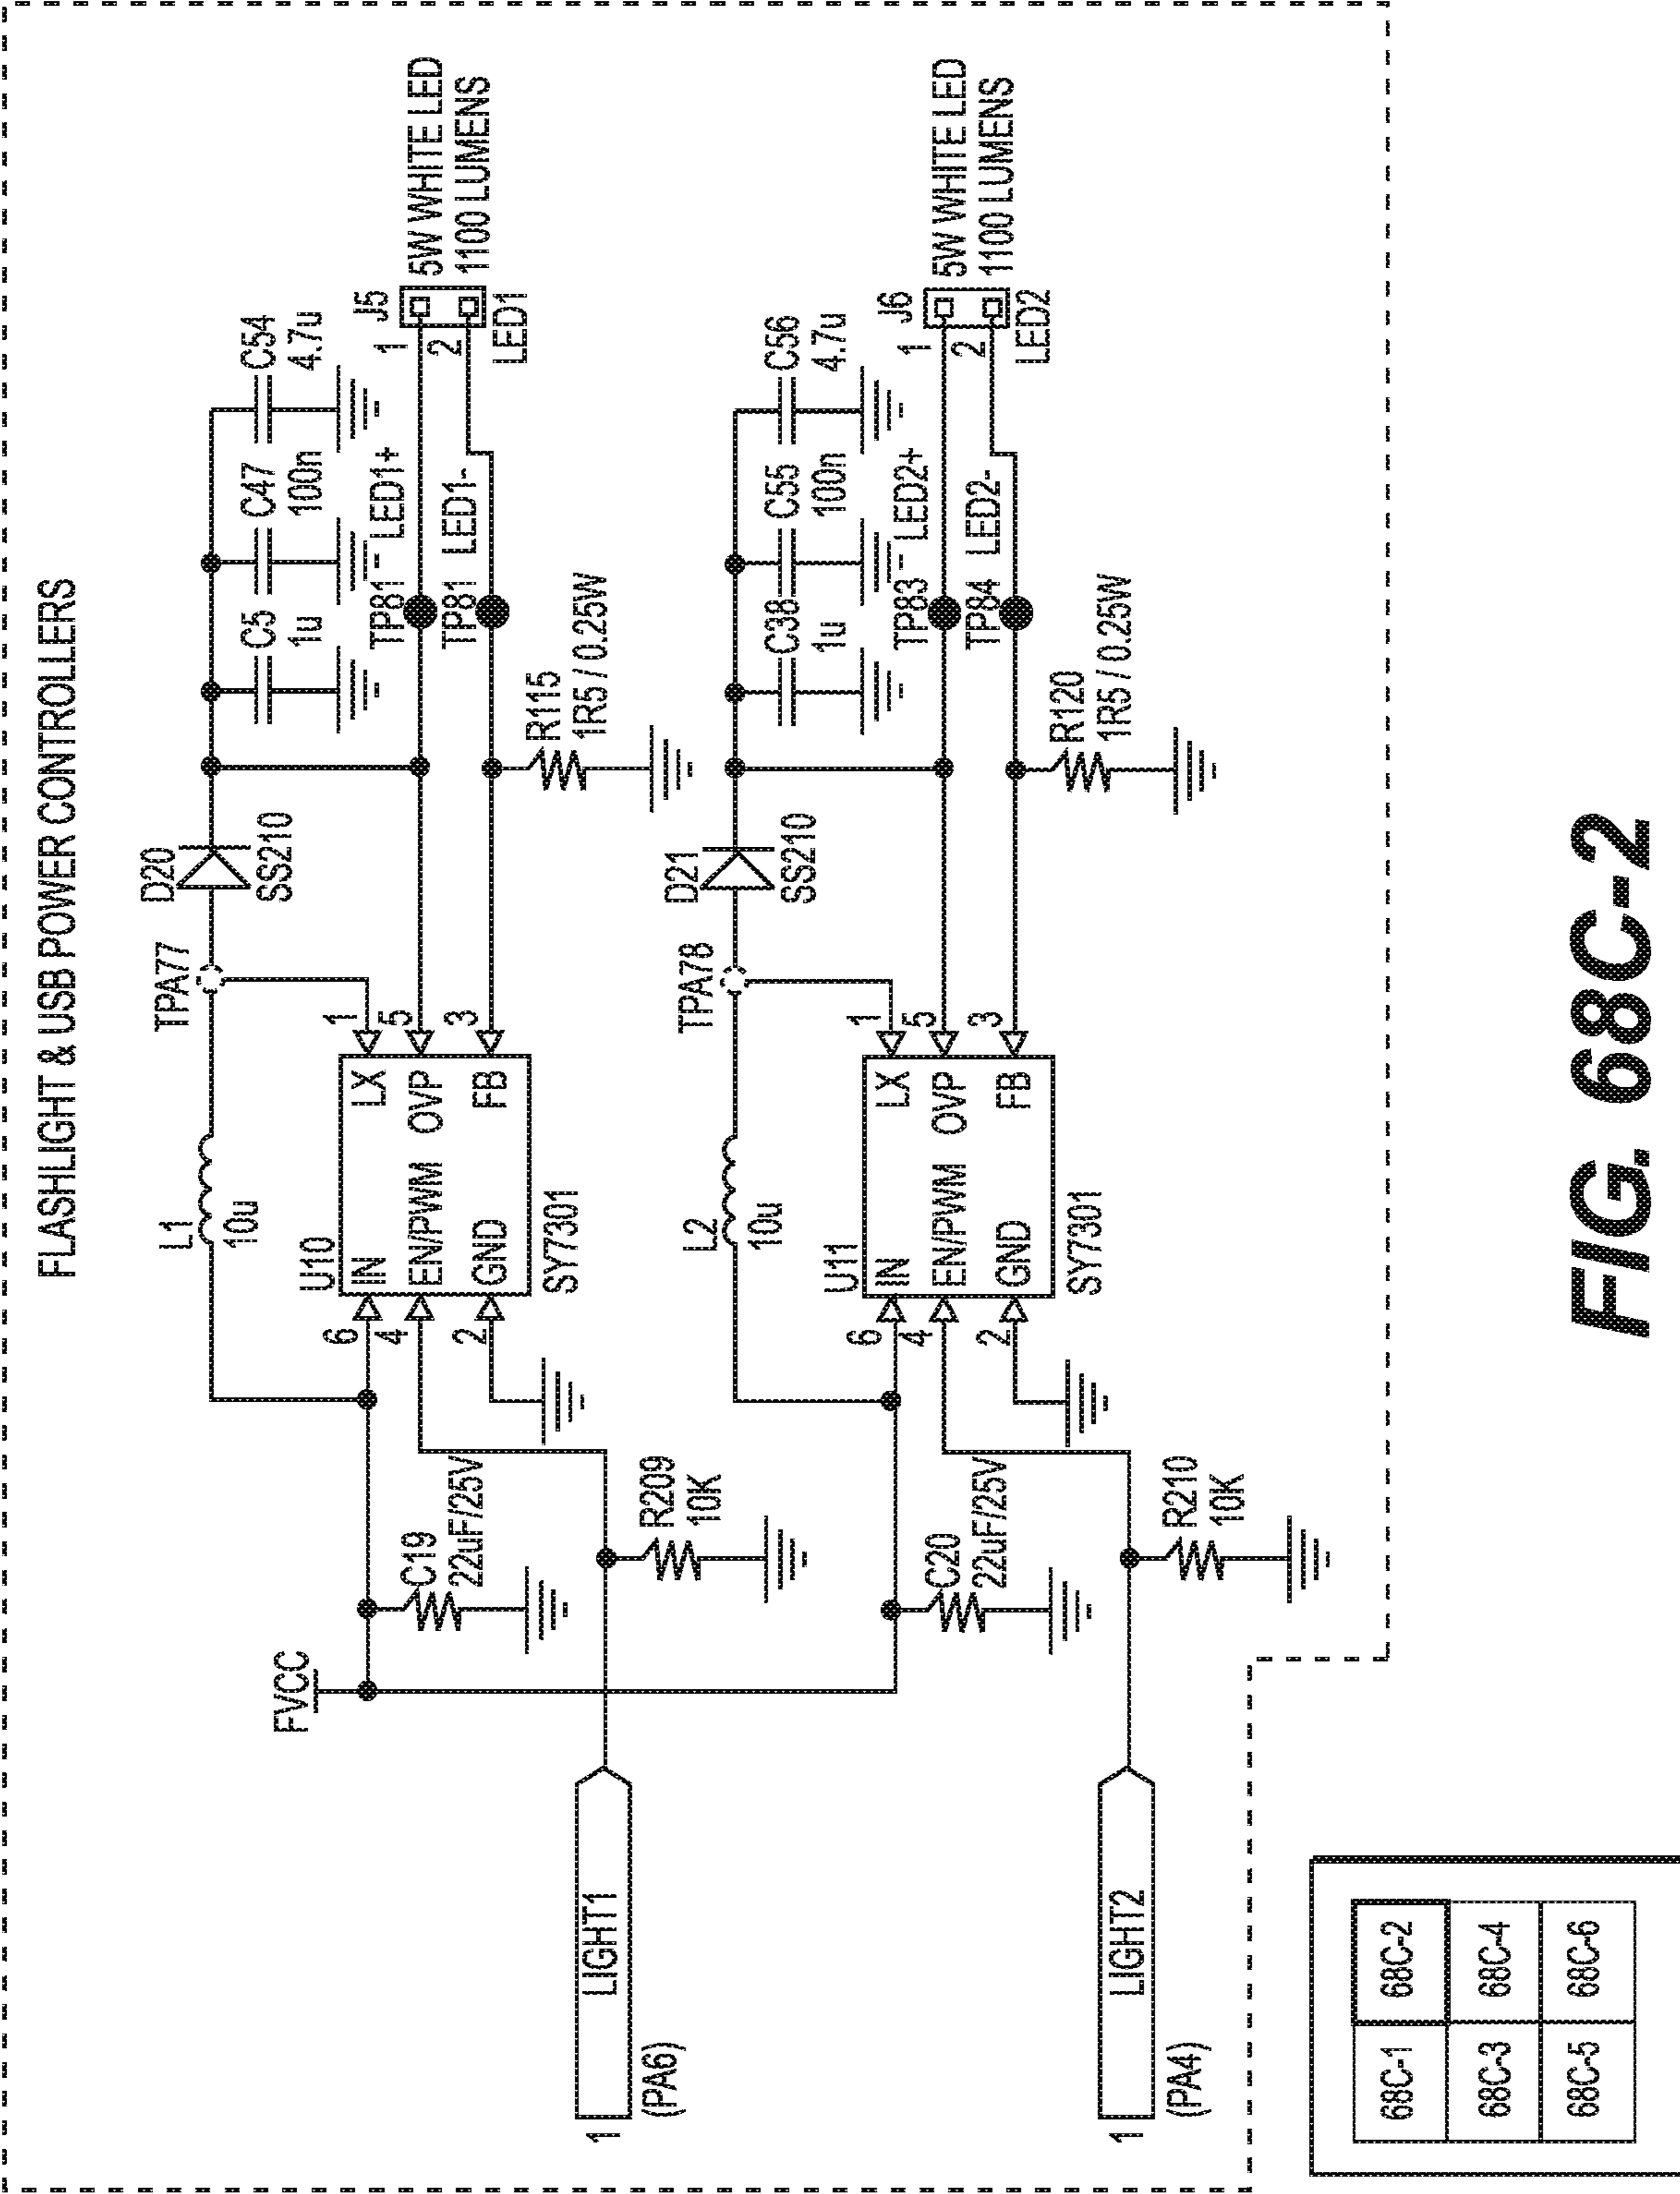 FLASHLIGHT & USB POWER CONTROLLERS
L1
10u
TPA77
D20
SS210
C5
1u
C47
100n
C54
4.7u
FVCC
C19
22uF/25V
6
4
2
U10
IN
EN/PWM
GND
LX
OVP
FB
SY7301
1
5
3
TP81
LED1+
TP81
LED1-
J5
1
2
LED1
5W WHITE LED
1100 LUMENS
R115
1R5 / 0.25W
1
LIGHT1
(PA6)
R209
10K
L2
10u
TPA78
D21
SS210
C38
1u
C55
100n
C56
4.7u
C20
22uF/25V
6
4
2
U11
IN
EN/PWM
GND
LX
OVP
FB
SY7301
1
5
3
TP83
LED2+
TP84
LED2-
J6
1
2
LED2
5W WHITE LED
1100 LUMENS
R120
1R5 / 0.25W
1
LIGHT2
(PA4)
R210
10K
68C-1 68C-2
68C-3 68C-4
68C-5 68C-6
FIG. 68C-2